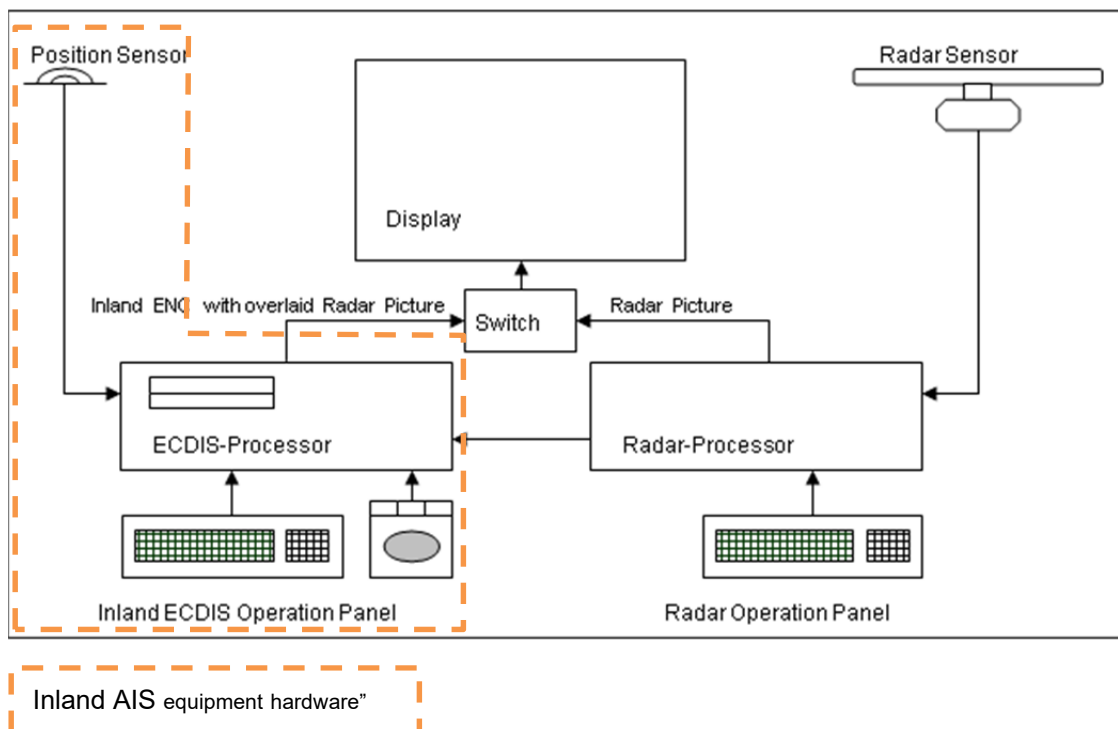 Position Sensor
Radar Sensor
Display
Inland ENC with overlaid Radar Picture
Switch
Radar Picture
ECDIS-Processor
Radar-Processor
Inland ECDIS Operation Panel
Radar Operation Panel
Inland AIS equipment hardware”